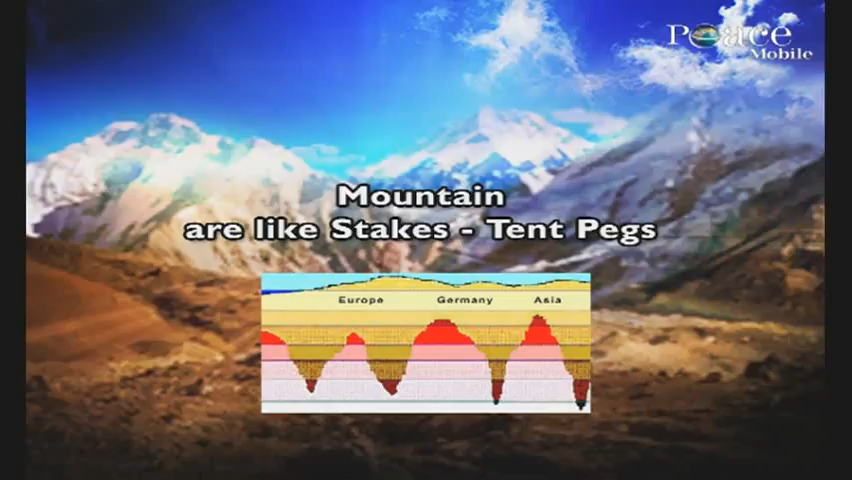 Peace
Mobile
Mountain
are like Stakes - Tent Pegs
Europe Germany Asia